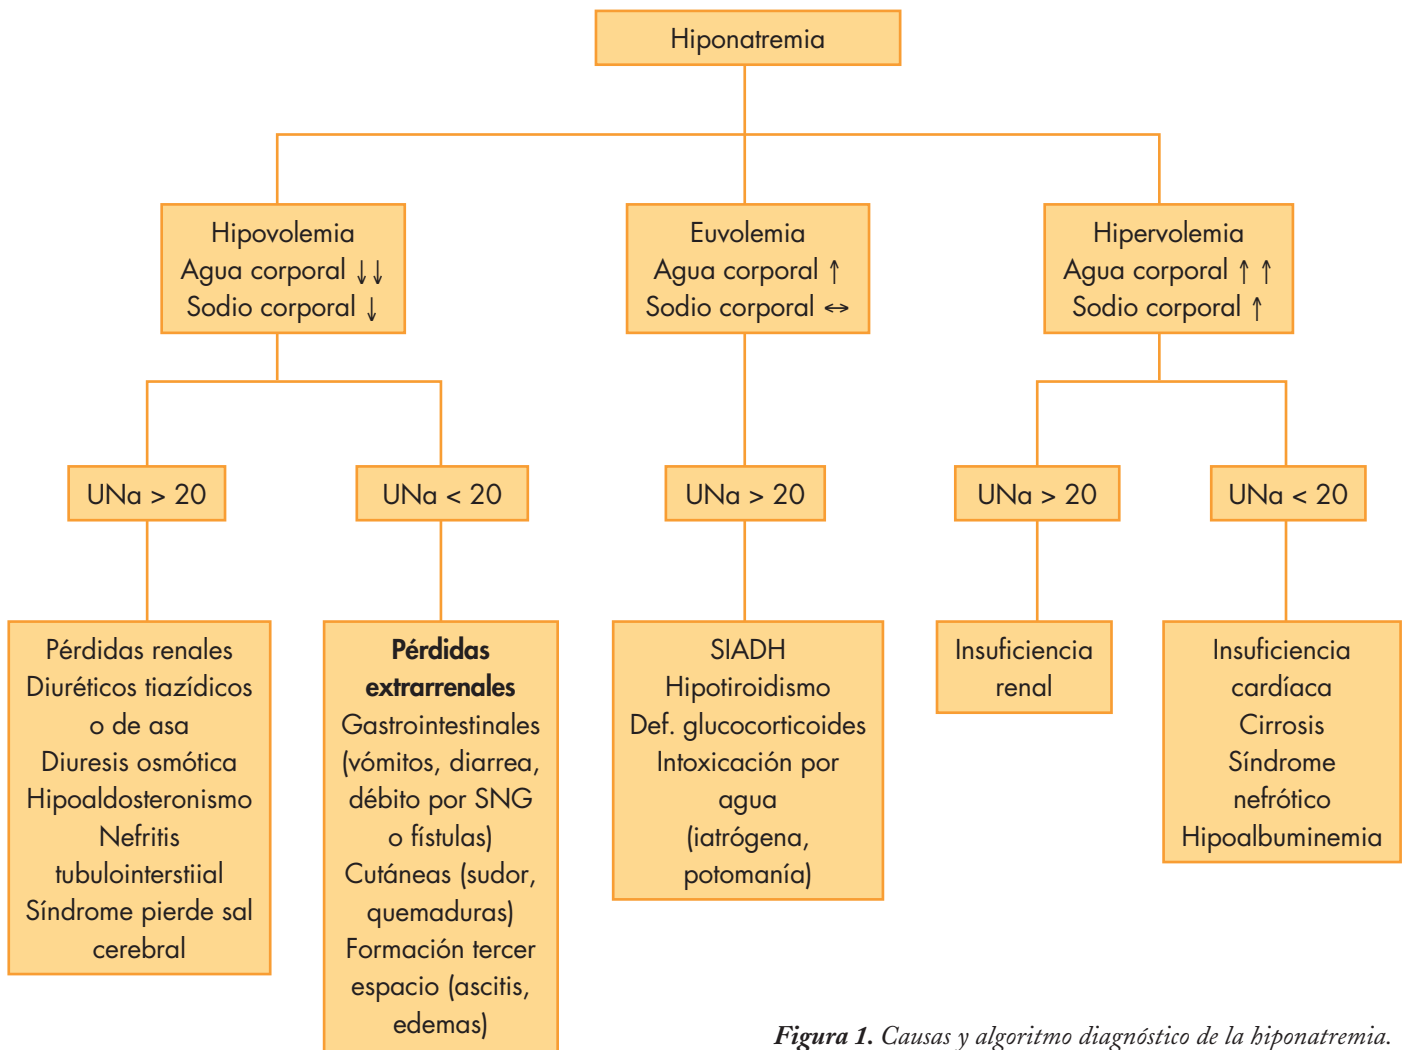 Hiponatremia
Hipovolemia
Agua corporal ↓↓
Sodio corporal ↓
Euvolemia
Agua corporal ↑
Sodio corporal ↔
Hipervolemia
Agua corporal ↑ ↑
Sodio corporal ↑
UNa > 20
UNa < 20
UNa > 20
UNa > 20
UNa < 20
Pérdidas renales
Diuréticos tiazídicos
o de asa
Diuresis osmótica
Hipoaldosteronismo
Nefritis
tubulointerstiial
Síndrome pierde sal
cerebral
Pérdidas
extrarrenales
Gastrointestinales
(vómitos, diarrea,
débito por SNG
o fístulas)
Cutáneas (sudor,
quemaduras)
Formación tercer
espacio (ascitis,
edemas)
SIADH
Hipotiroidismo
Def. glucocorticoides
Intoxicación por
agua
(iatrógena,
potomanía)
Insuficiencia
renal
Insuficiencia
cardíaca
Cirrosis
Síndrome
nefrótico
Hipoalbuminemia
Figura 1. Causas y algoritmo diagnóstico de la hiponatremia.